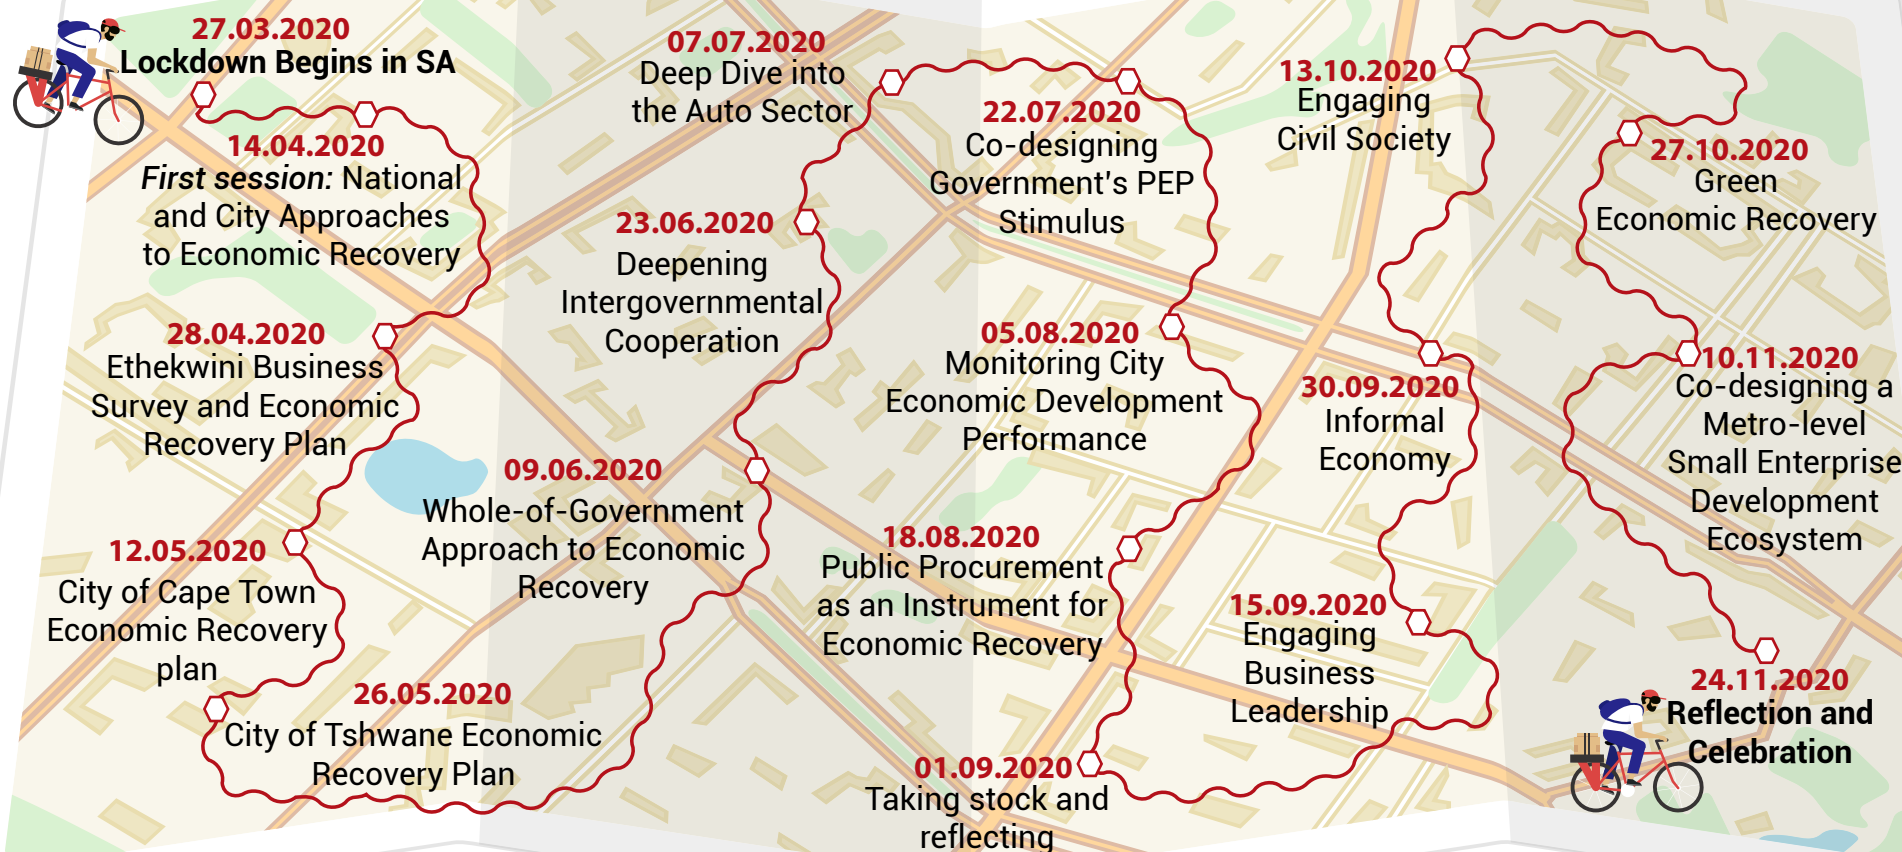 27.03.2020
Lockdown Begins in SA
14.04.2020
First session: National
and City Approaches
to Economic Recovery
28.04.2020
Ethekwini Business
Survey and Economic
Recovery Plan
12.05.2020
City of Cape Town
Economic Recovery
plan
26.05.2020
City of Tshwane Economic
Recovery Plan
09.06.2020
Whole-of-Government
Approach to Economic
Recovery
23.06.2020
Deepening
Intergovernmental
Cooperation
07.07.2020
Deep Dive into
the Auto Sector
22.07.2020
Co-designing
Government's PEP
Stimulus
05.08.2020
Monitoring City
Economic Development
Performance
18.08.2020
Public Procurement
as an Instrument for
Economic Recovery
01.09.2020
Taking stock and
reflecting
15.09.2020
Engaging
Business
Leadership
30.09.2020
Informal
Economy
13.10.2020
Engaging
Civil Society
27.10.2020
Green
Economic Recovery
10.11.2020
Co-designing a
Metro-level
Small Enterprise
Development
Ecosystem
24.11.2020
Reflection and
Celebration